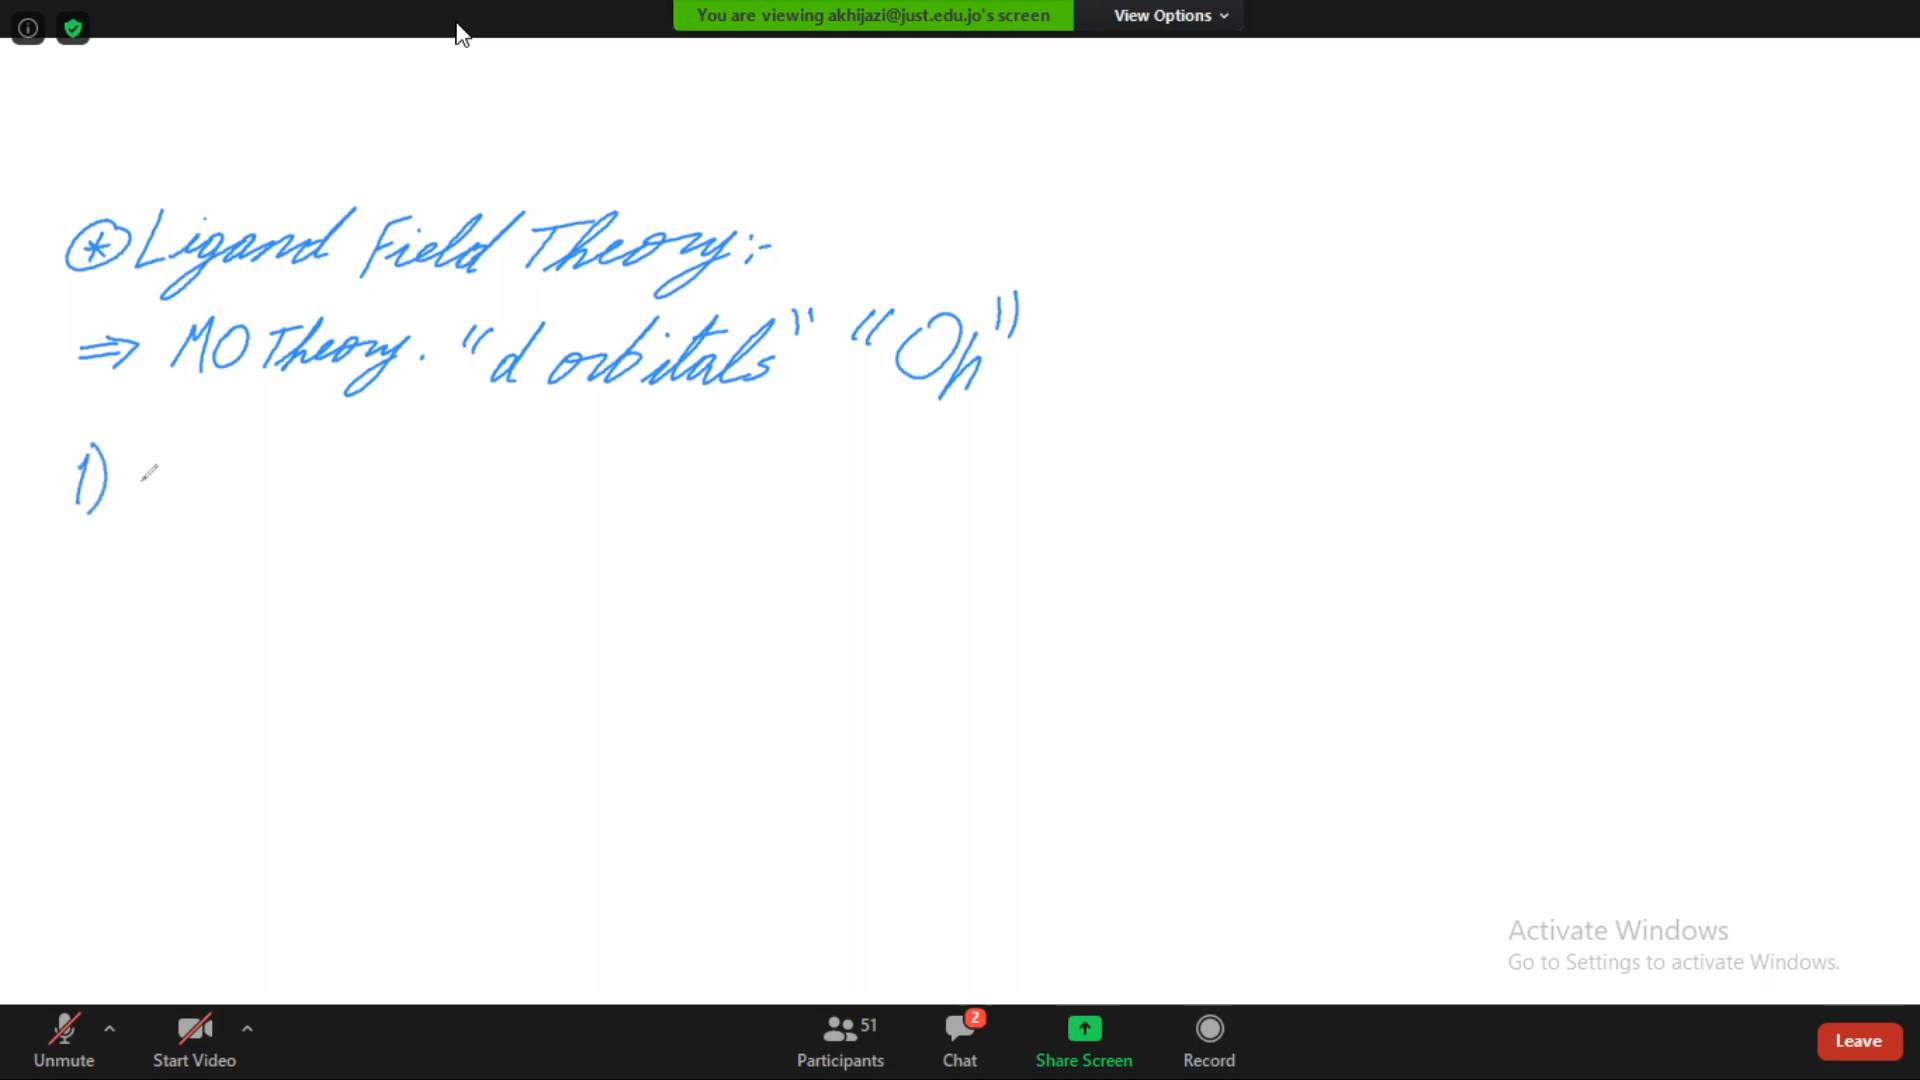 You are viewing akhijazi@just.edu.jo's screen
View Options
⊛ Ligand Field Theory:-
⇒ MO Theory. "d orbitals" "Oh"
1)
Activate Windows
Go to Settings to activate Windows.
Unmute
Start Video
51
Participants
2
Chat
Share Screen
Record
Leave